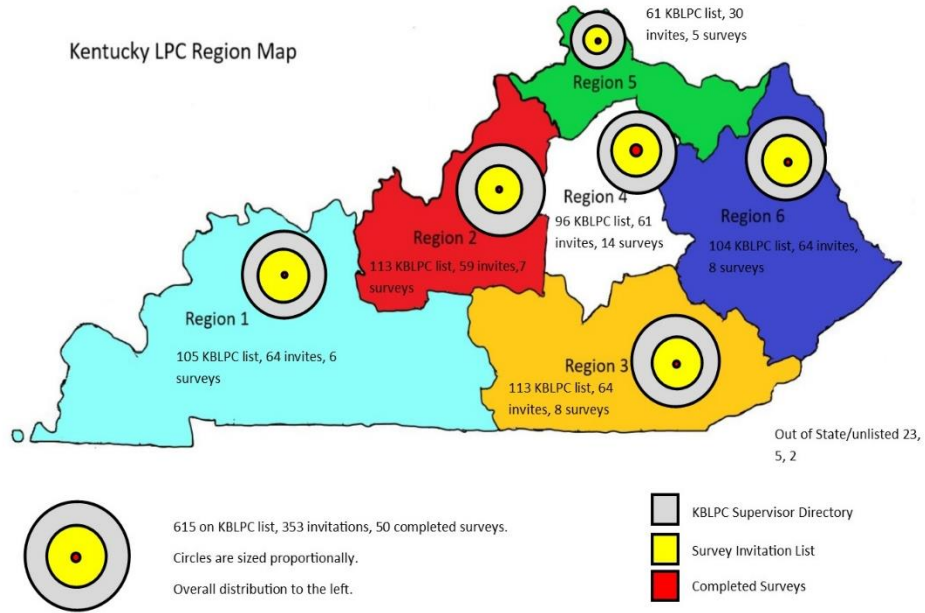 61 KBLPC list, 30
invites, 5 surveys
Kentucky LPC Region Map
Region 5
Region 4
96 KBLPC list, 61
invites, 14 surveys
Region 6
104 KBLPC list, 64 invites,
8 surveys
Region 2
113 KBLPC list, 59 invites,7
surveys
Region 1
105 KBLPC list, 64 invites, 6
surveys
Region 3
113 KBLPC list, 64
invites, 8 surveys
Out of State/unlisted 23,
5, 2
615 on KBLPC list, 353 invitations, 50 completed surveys.
Circles are sized proportionally.
Overall distribution to the left.
KBLPC Supervisor Directory
Survey Invitation List
Completed Surveys